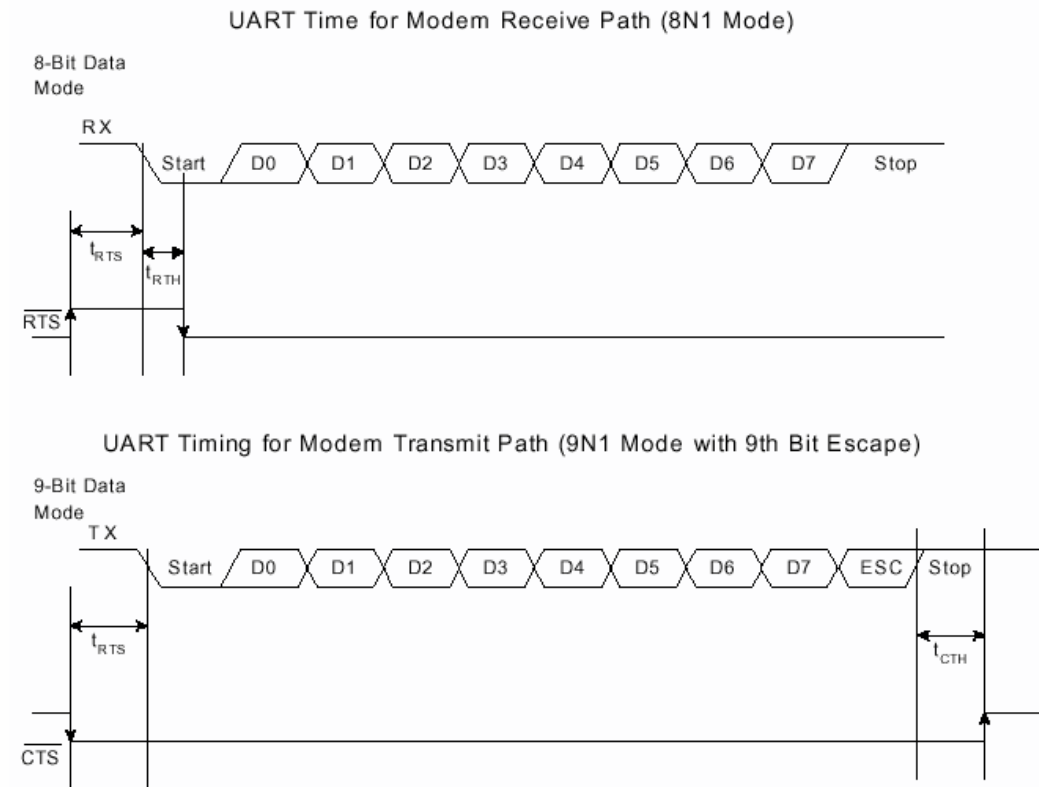 UART Time for Modem Receive Path (8N1 Mode)
8-Bit Data
Mode
RX
Start D0 D1 D2 D3 D4 D5 D6 D7 Stop
tRTS
tRTH
RTS
UART Timing for Modem Transmit Path (9N1 Mode with 9th Bit Escape)
9-Bit Data
Mode
TX
Start D0 D1 D2 D3 D4 D5 D6 D7 ESC Stop
tRTS
tCTH
CTS